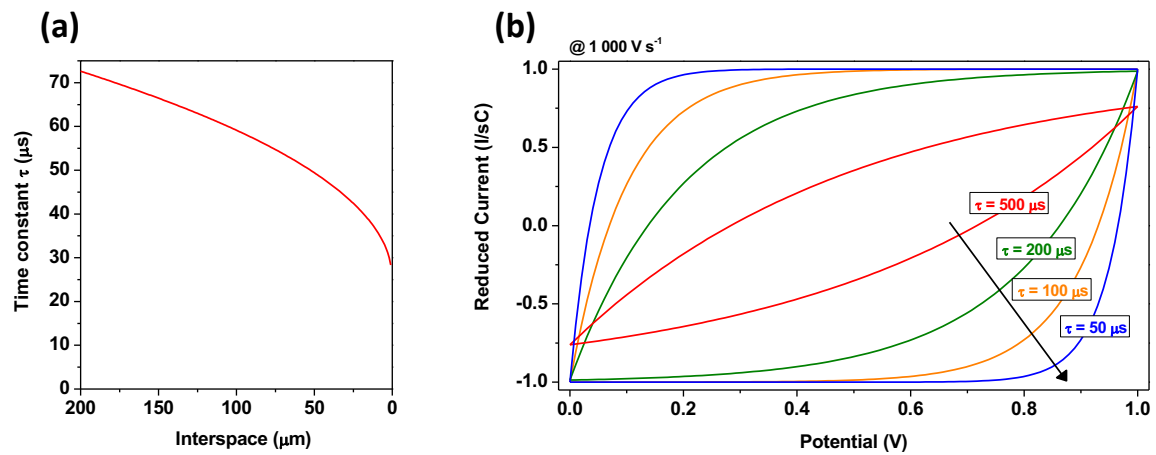 (a)
Time constant τ (μs)
70
60
50
40
30
20
10
0
200
150
100
50
0
Interspace (μm)
(b)
@ 1 000 V s⁻¹
Reduced Current (I/sC)
1.0
0.5
0.0
-0.5
-1.0
τ = 500 μs
τ = 200 μs
τ = 100 μs
τ = 50 μs
0.0
0.2
0.4
0.6
0.8
1.0
Potential (V)